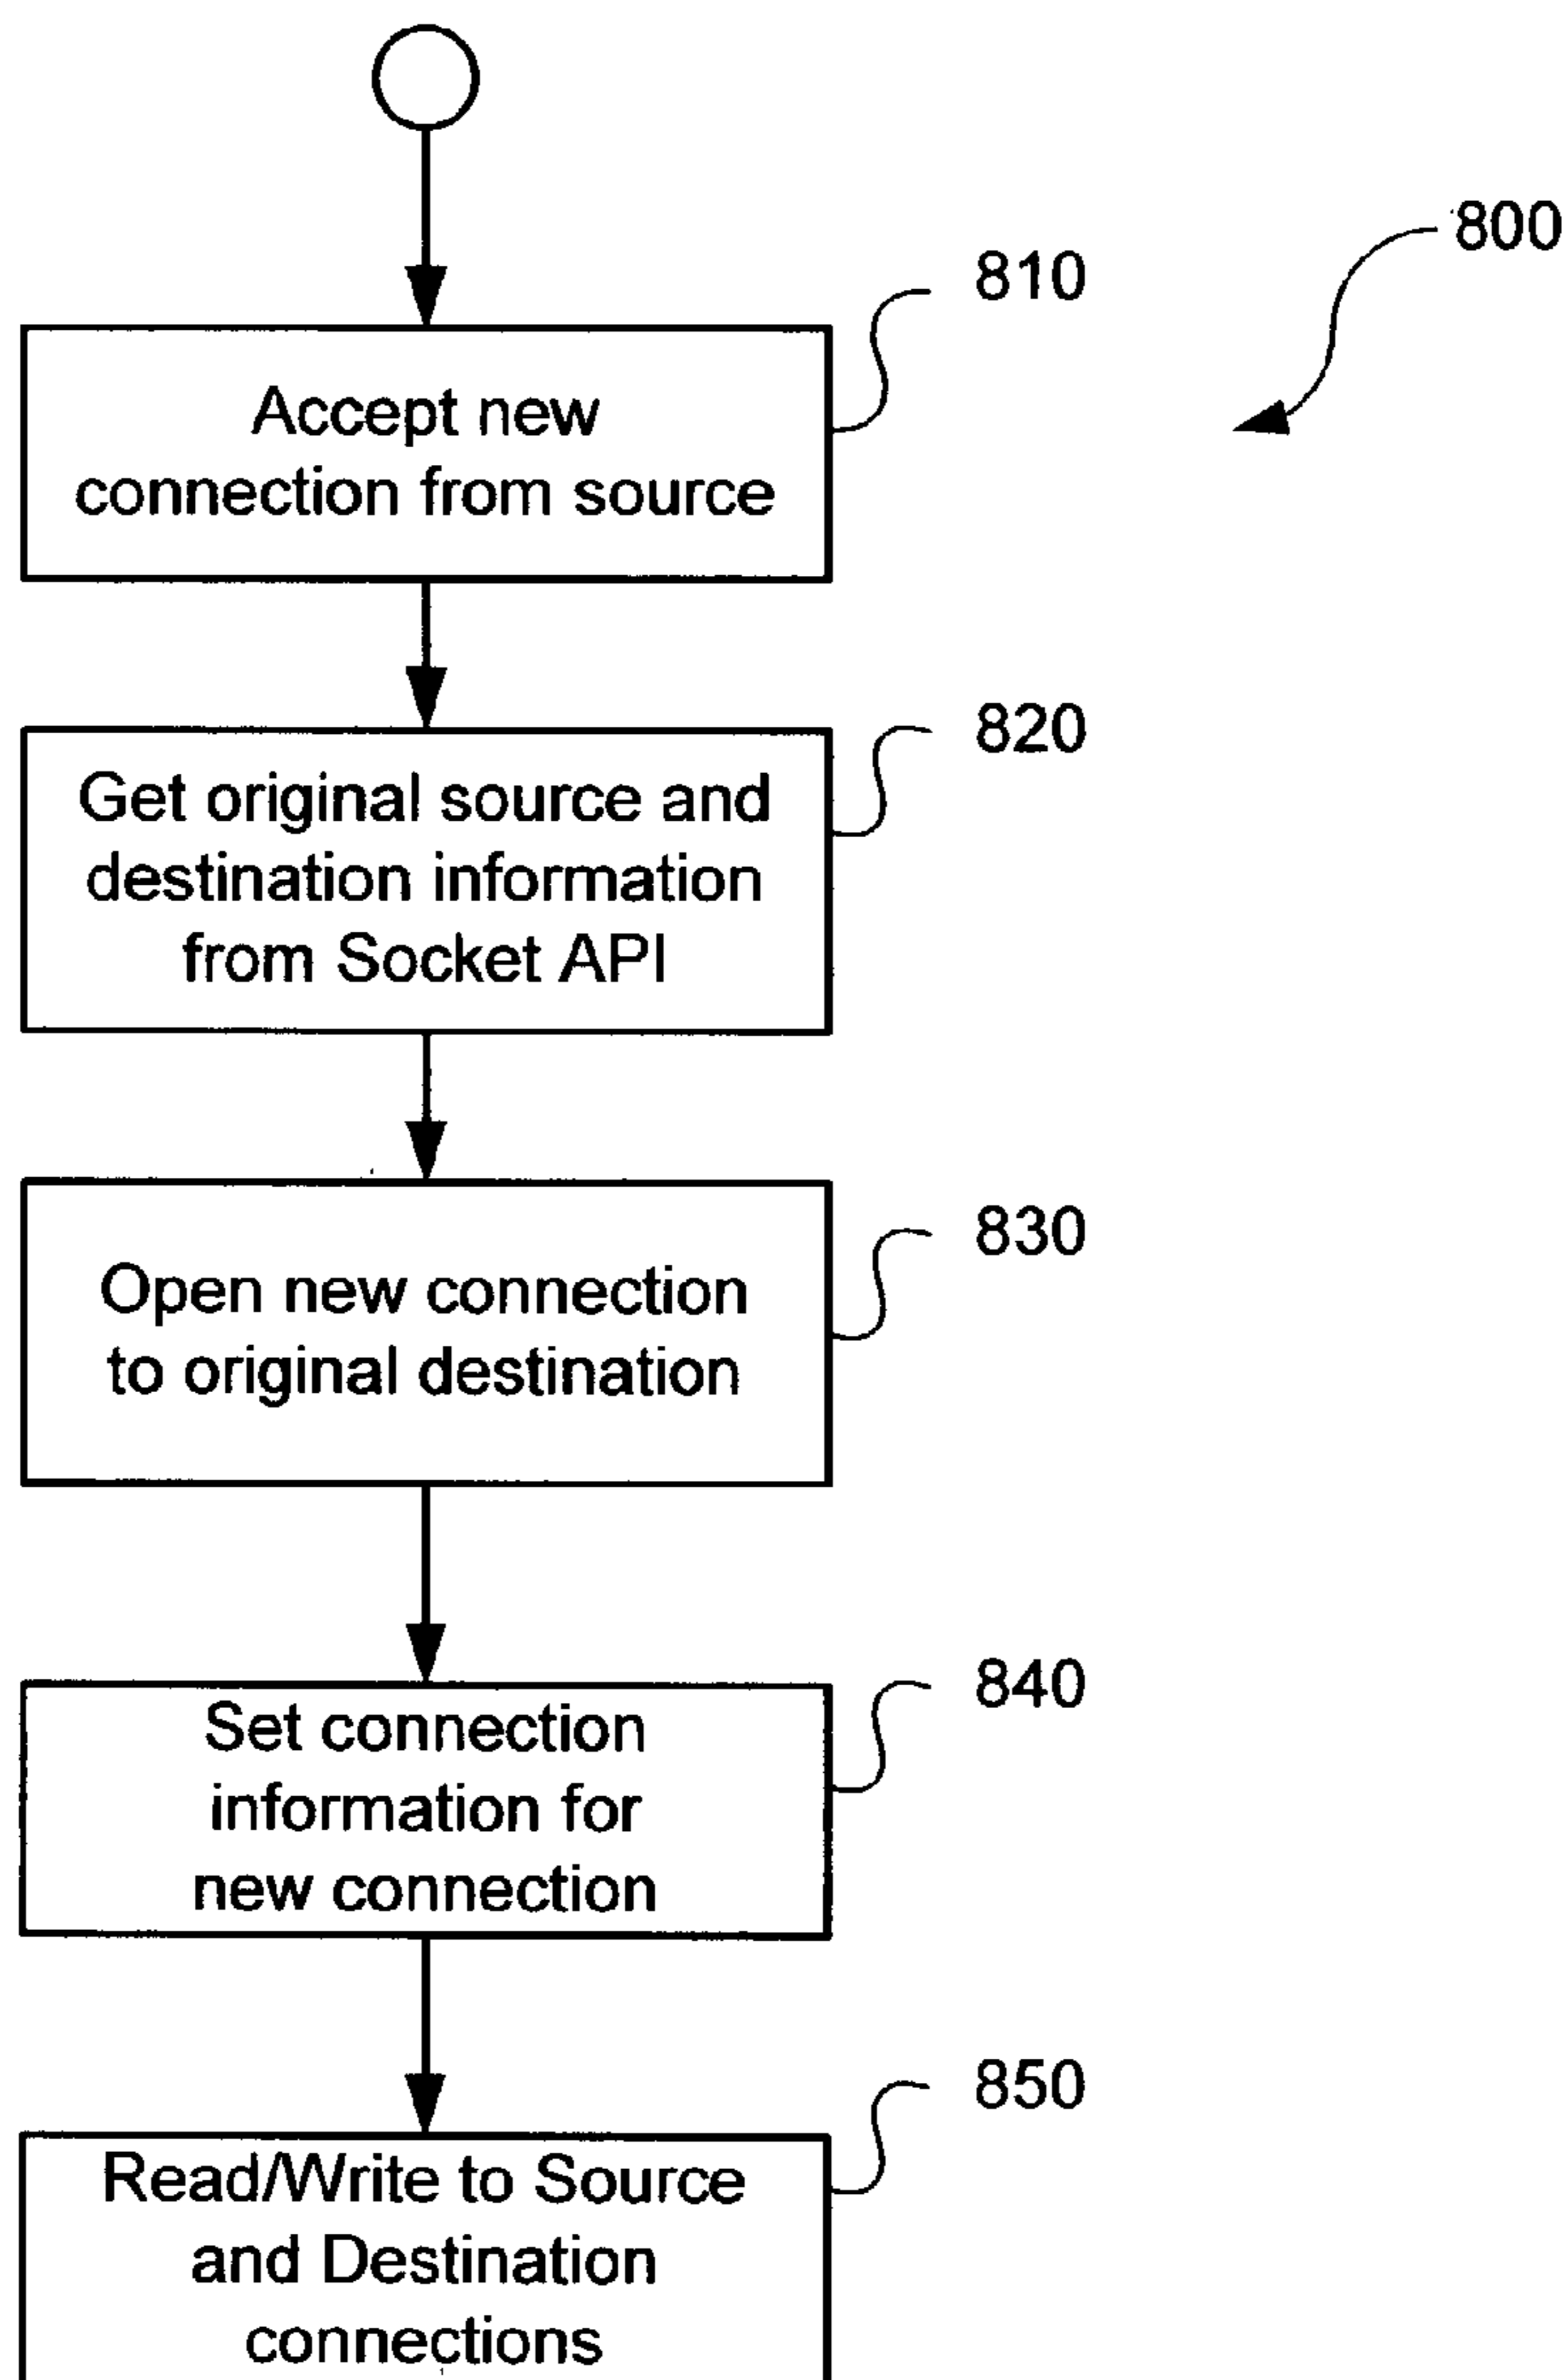 800
810
Accept new
connection from source
820
Get original source and
destination information
from Socket API
830
Open new connection
to original destination
840
Set connection
information for
new connection
850
Read/Write to Source
and Destination
connections